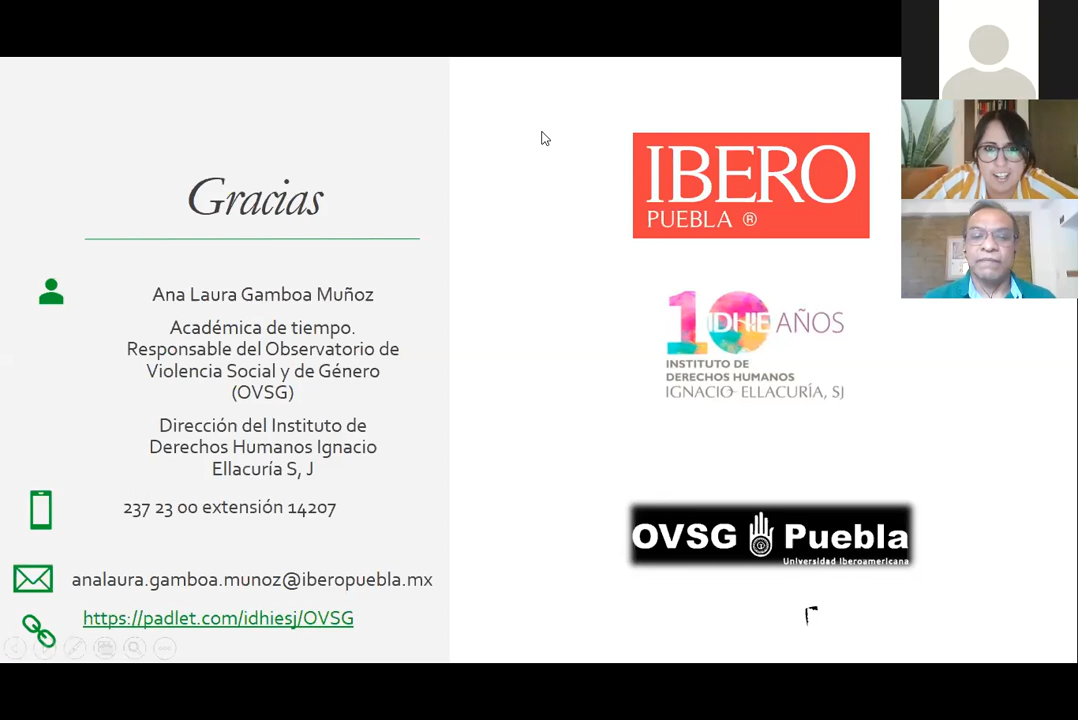 Gracias
Ana Laura Gamboa Muñoz
Académica de tiempo.
Responsable del Observatorio de
Violencia Social y de Género
(OVSG)
Dirección del Instituto de
Derechos Humanos Ignacio
Ellacuría S, J
237 23 00 extensión 14207
analaura.gamboa.munoz@iberopuebla.mx
https://padlet.com/idhiesj/OVSG
IBERO
PUEBLA ®
10 IDHIE AÑOS
INSTITUTO DE
DERECHOS HUMANOS
IGNACIO ELLACURÍA, SJ
OVSG Puebla
Universidad Iberoamericana